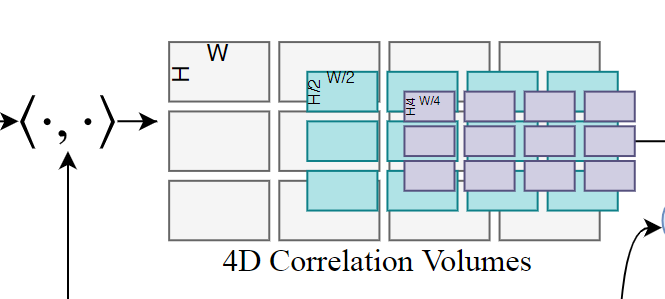 W
H
W/2
H/2
W/4
H/4
⟨·,·⟩
4D Correlation Volumes